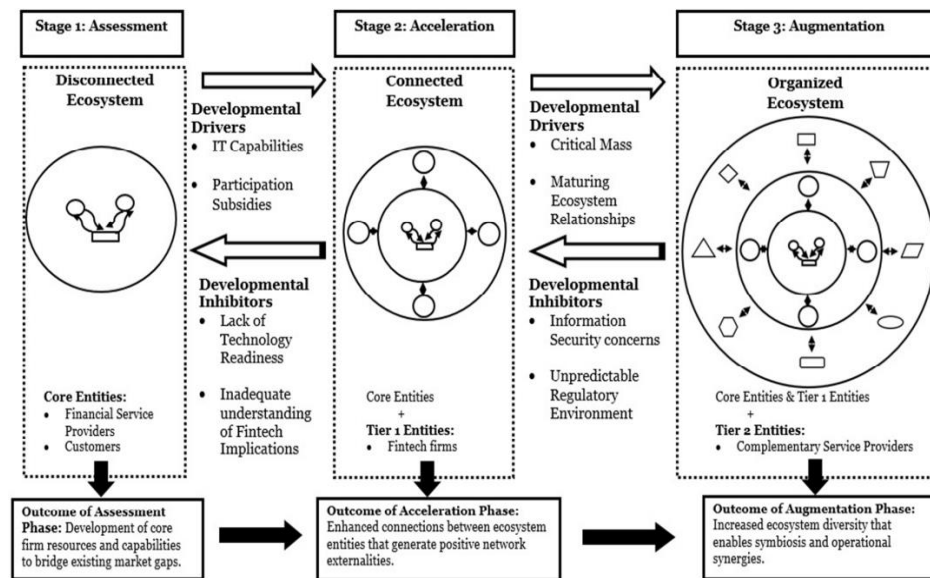 Stage 1: Assessment
Stage 2: Acceleration
Stage 3: Augmentation
Disconnected
Ecosystem
Developmental
Drivers
• IT Capabilities
• Participation
Subsidies
Developmental
Inhibitors
• Lack of
Technology
Readiness
• Inadequate
understanding
of Fintech
Implications
Core Entities:
• Financial Service
Providers
• Customers
Connected
Ecosystem
Core Entities
+
Tier 1 Entities:
• Fintech firms
Developmental
Drivers
• Critical Mass
• Maturing
Ecosystem
Relationships
Developmental
Inhibitors
• Information
Security concerns
• Unpredictable
Regulatory
Environment
Organized
Ecosystem
Core Entities & Tier 1 Entities
+
Tier 2 Entities:
• Complementary Service Providers
Outcome of Assessment
Phase: Development of core
firm resources and capabilities
to bridge existing market gaps.
Outcome of Acceleration Phase:
Enhanced connections between ecosystem
entities that generate positive network
externalities.
Outcome of Augmentation Phase:
Increased ecosystem diversity that
enables symbiosis and operational
synergies.